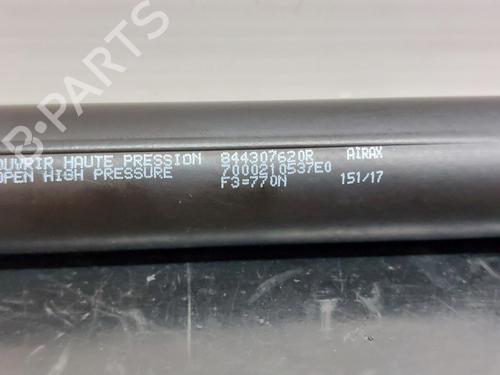 B-PARTS
OUVRIR HAUTE PRESSION 844307620R AIRAX
OPEN HIGH PRESSURE 7000210537E0
F3=770N 151/17